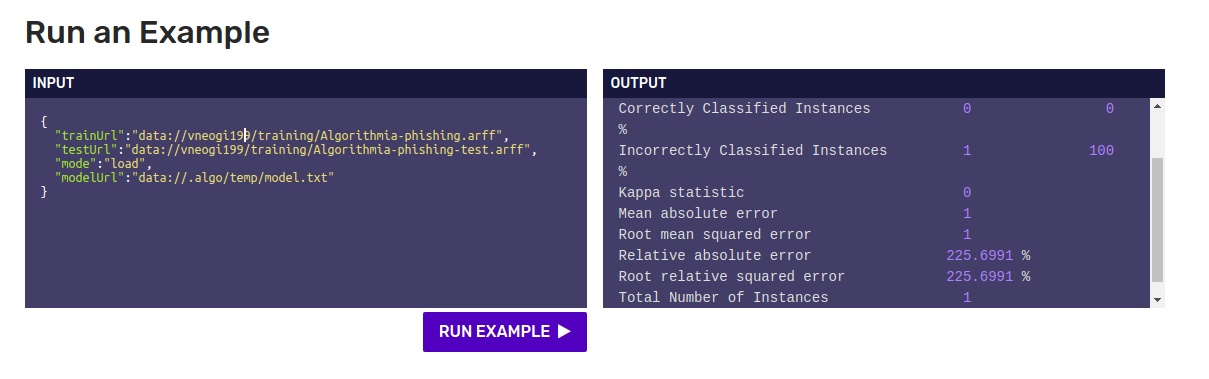 Run an Example
INPUT
{
"trainUrl":"data://vneogi199/training/Algorithmia-phishing.arff",
"testUrl":"data://vneogi199/training/Algorithmia-phishing-test.arff",
"mode":"load",
"modelUrl":"data://.algo/temp/model.txt"
}
RUN EXAMPLE
OUTPUT
Correctly Classified Instances 0 0
%
Incorrectly Classified Instances 1 100
%
Kappa statistic 0
Mean absolute error 1
Root mean squared error 1
Relative absolute error 225.6991 %
Root relative squared error 225.6991 %
Total Number of Instances 1